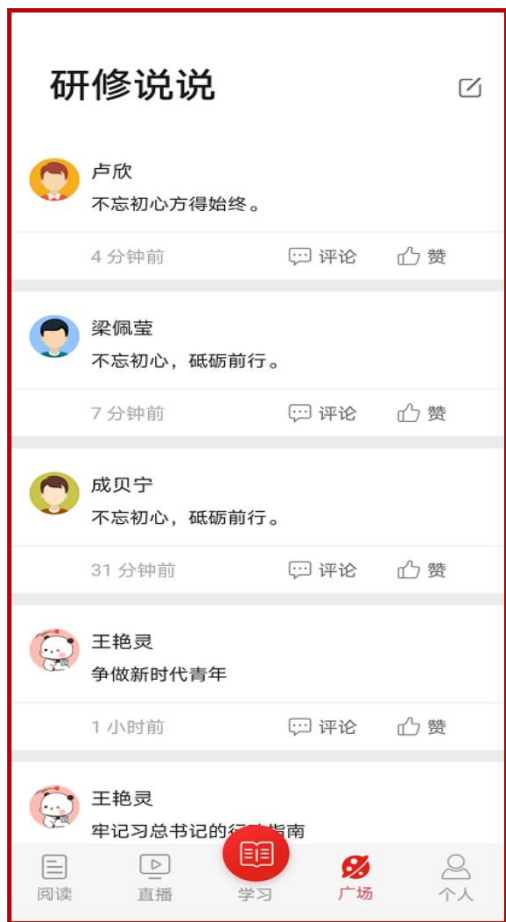 研修说说
卢欣
不忘初心方得始终。
4 分钟前 评论 赞
梁佩莹
不忘初心，砥砺前行。
7 分钟前 评论 赞
成贝宁
不忘初心，砥砺前行。
31 分钟前 评论 赞
王艳灵
争做新时代青年
1 小时前 评论 赞
王艳灵
牢记习总书记的行动指南
阅读 直播 学习 广场 个人